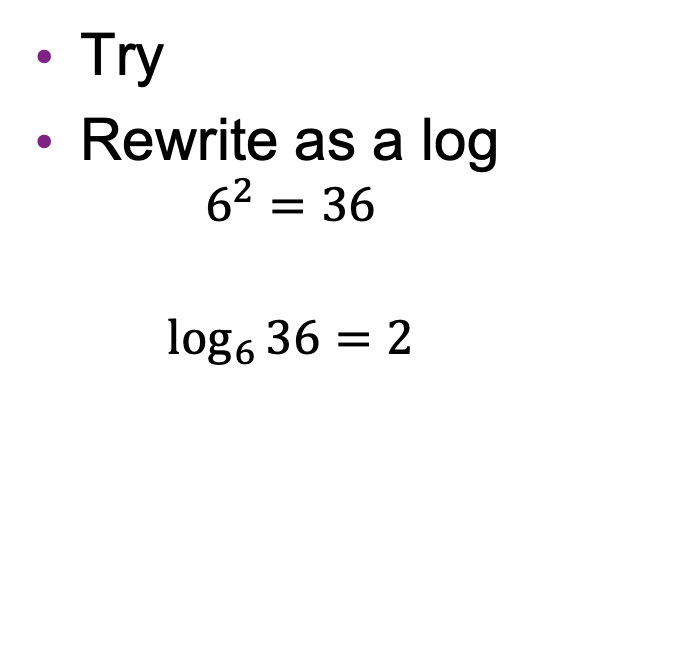 • Try
• Rewrite as a log
6² = 36
log₆ 36 = 2